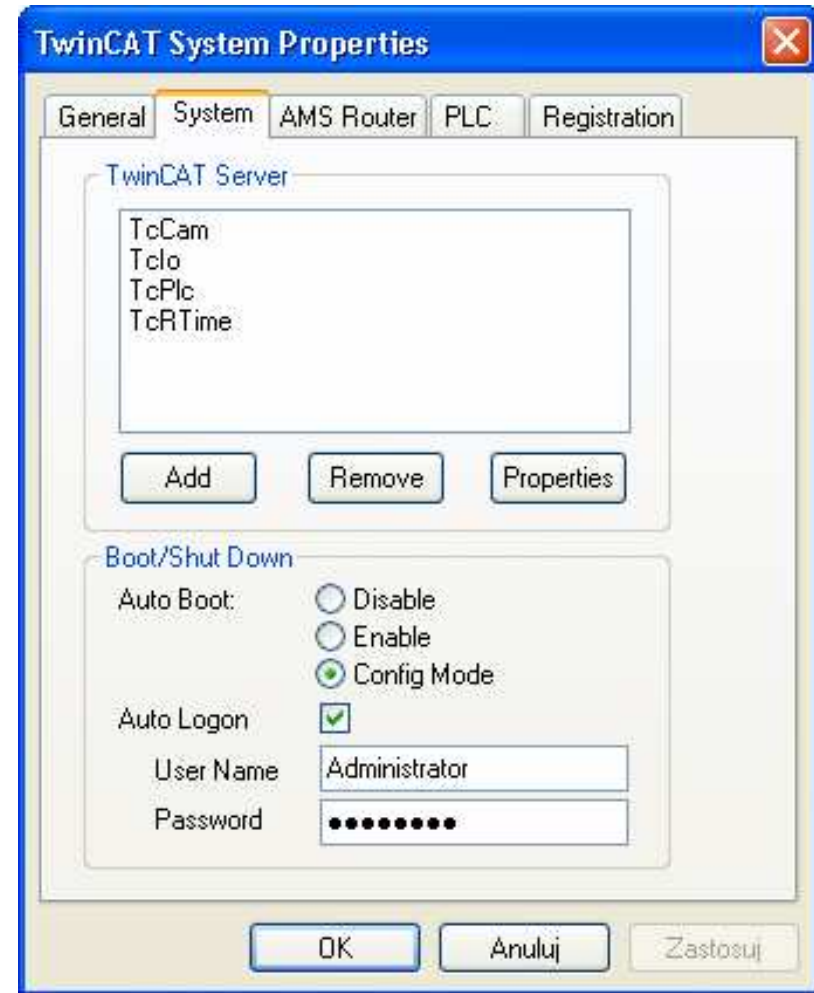 TwinCAT System Properties
General System AMS Router PLC Registration
TwinCAT Server
TcCam
TcIo
TcPlc
TcRTime
Add Remove Properties
Boot/Shut Down
Auto Boot: Disable
Enable
Config Mode
Auto Logon
User Name Administrator
Password ●●●●●●●●
OK Anuluj Zastosuj